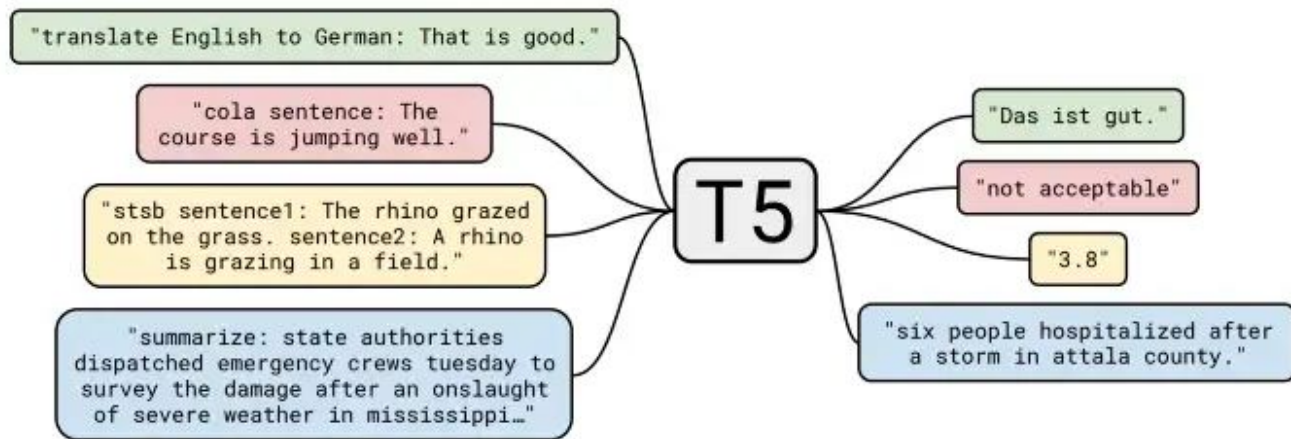 "translate English to German: That is good."
"cola sentence: The
course is jumping well."
"stsb sentence1: The rhino grazed
on the grass. sentence2: A rhino
is grazing in a field."
"summarize: state authorities
dispatched emergency crews tuesday to
survey the damage after an onslaught
of severe weather in mississippi…"
T5
"Das ist gut."
"not acceptable"
"3.8"
"six people hospitalized after
a storm in attala county."